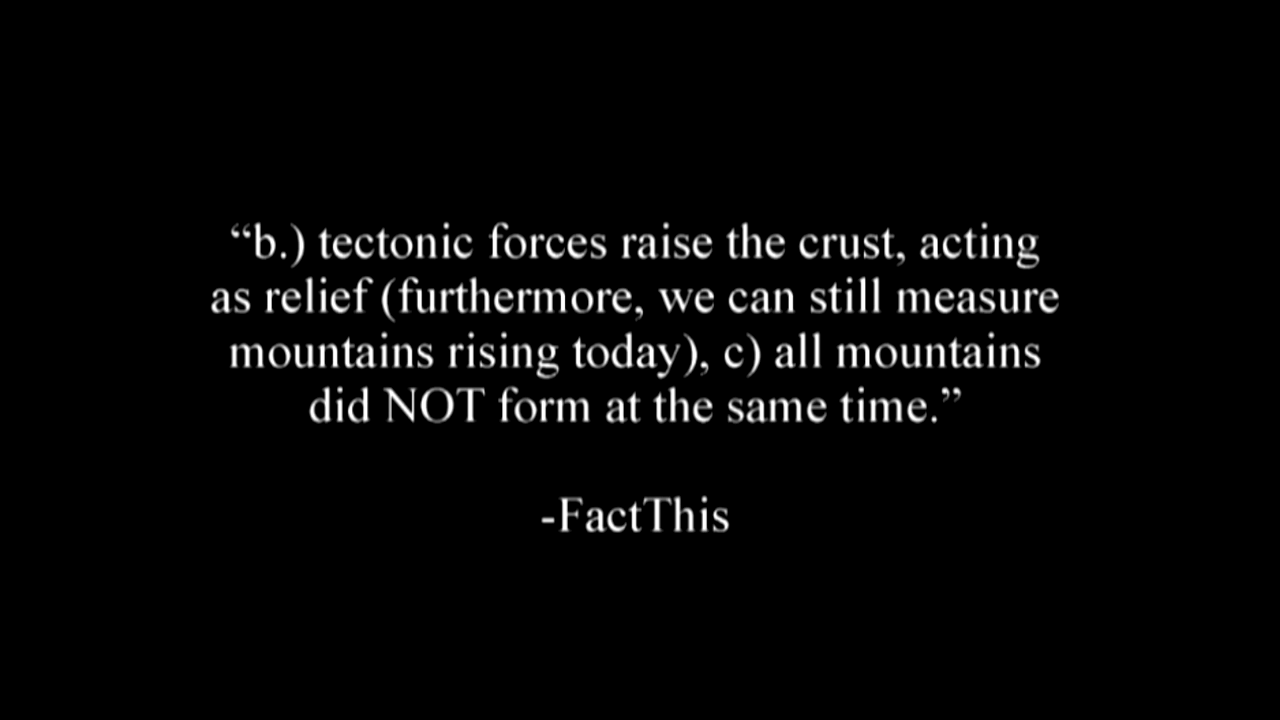 “b.) tectonic forces raise the crust, acting
as relief (furthermore, we can still measure
mountains rising today), c) all mountains
did NOT form at the same time.”
-FactThis